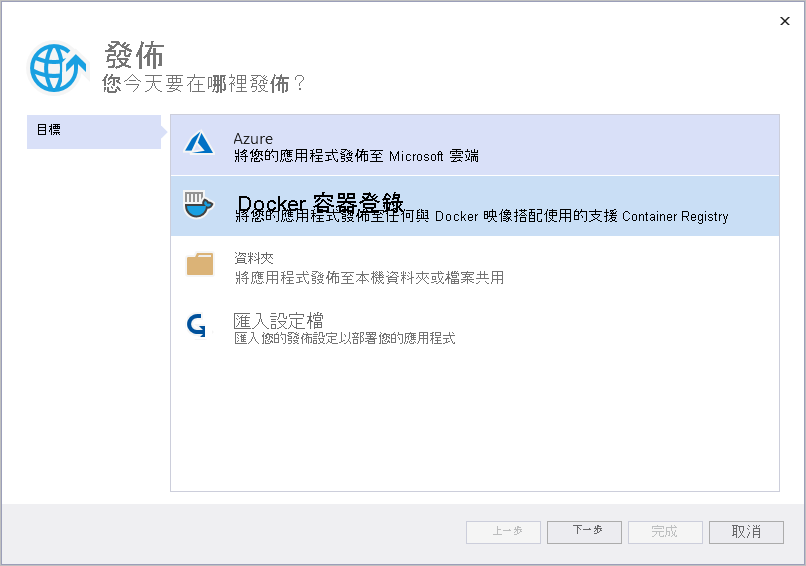 發佈
您今天要在哪裡發佈？
目標
Azure
將您的應用程式發佈至 Microsoft 雲端
Docker 容器登錄
將您的應用程式發佈至任何與 Docker 映像搭配使用的支援 Container Registry
資料夾
將應用程式發佈至本機資料夾或檔案共用
匯入設定檔
匯入您的發佈設定以部署您的應用程式
上一步
下一步
完成
取消